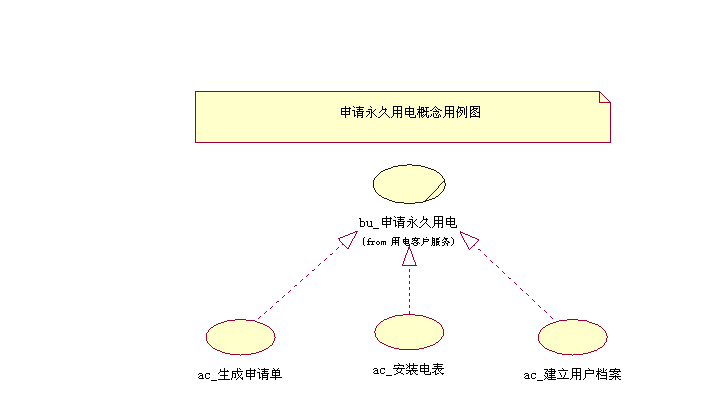 申请永久用电概念用例图
bu_申请永久用电
(from 用电客户服务)
ac_生成申请单
ac_安装电表
ac_建立用户档案